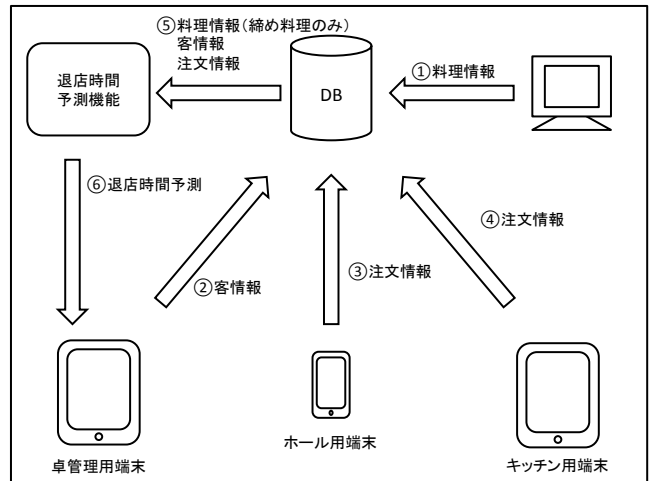 ⑤料理情報(締め料理のみ)
客情報
注文情報
①料理情報
退店時間
予測機能
DB
⑥退店時間予測
④注文情報
③注文情報
②客情報
卓管理用端末
ホール用端末
キッチン用端末